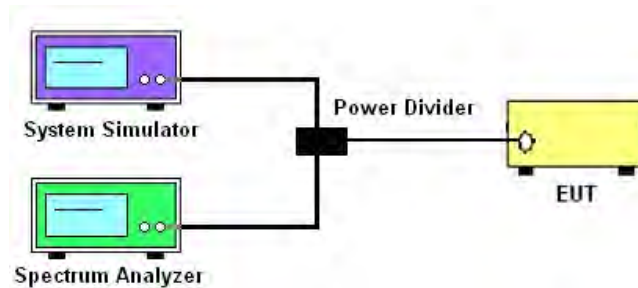 System Simulator
Power Divider
EUT
Spectrum Analyzer